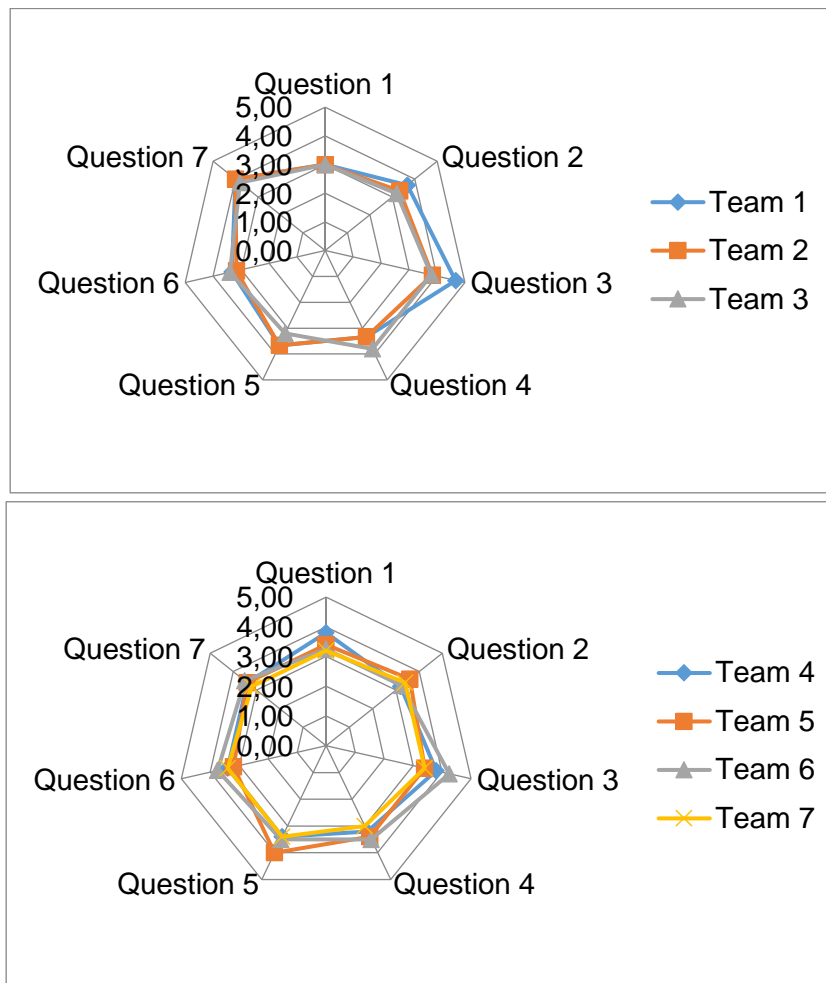 Question 1
5,00
4,00
3,00
2,00
1,00
0,00
Question 2
Question 3
Question 4
Question 5
Question 6
Question 7
Team 1
Team 2
Team 3
Question 1
5,00
4,00
3,00
2,00
1,00
0,00
Question 2
Question 3
Question 4
Question 5
Question 6
Question 7
Team 4
Team 5
Team 6
Team 7